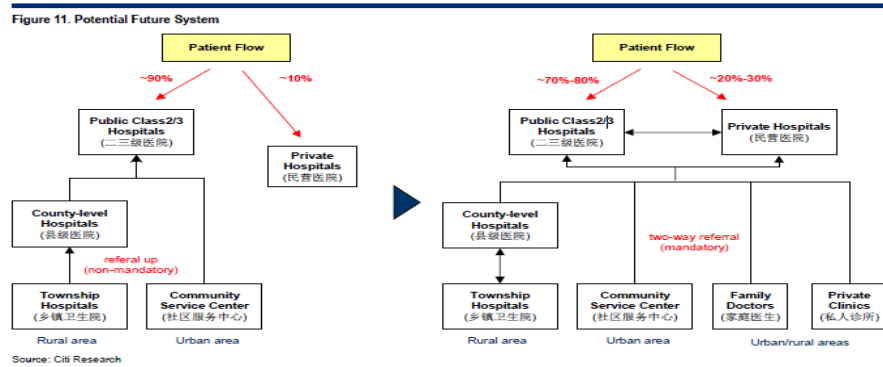 Figure 11. Potential Future System
Patient Flow
~90%
~10%
Public Class2/3
Hospitals
(二三级医院)
Private
Hospitals
(民营医院)
County-level
Hospitals
(县级医院)
referal up
(non-mandatory)
Township
Hospitals
(乡镇卫生院)
Community
Service Center
(社区服务中心)
Rural area
Urban area
Patient Flow
~70%-80%
~20%-30%
Public Class2/3
Hospitals
(二三级医院)
Private Hospitals
(民营医院)
County-level
Hospitals
(县级医院)
two-way referral
(mandatory)
Township
Hospitals
(乡镇卫生院)
Community
Service Center
(社区服务中心)
Family
Doctors
(家庭医生)
Private
Clinics
(私人诊所)
Rural area
Urban area
Urban/rural areas
Source: Citi Research